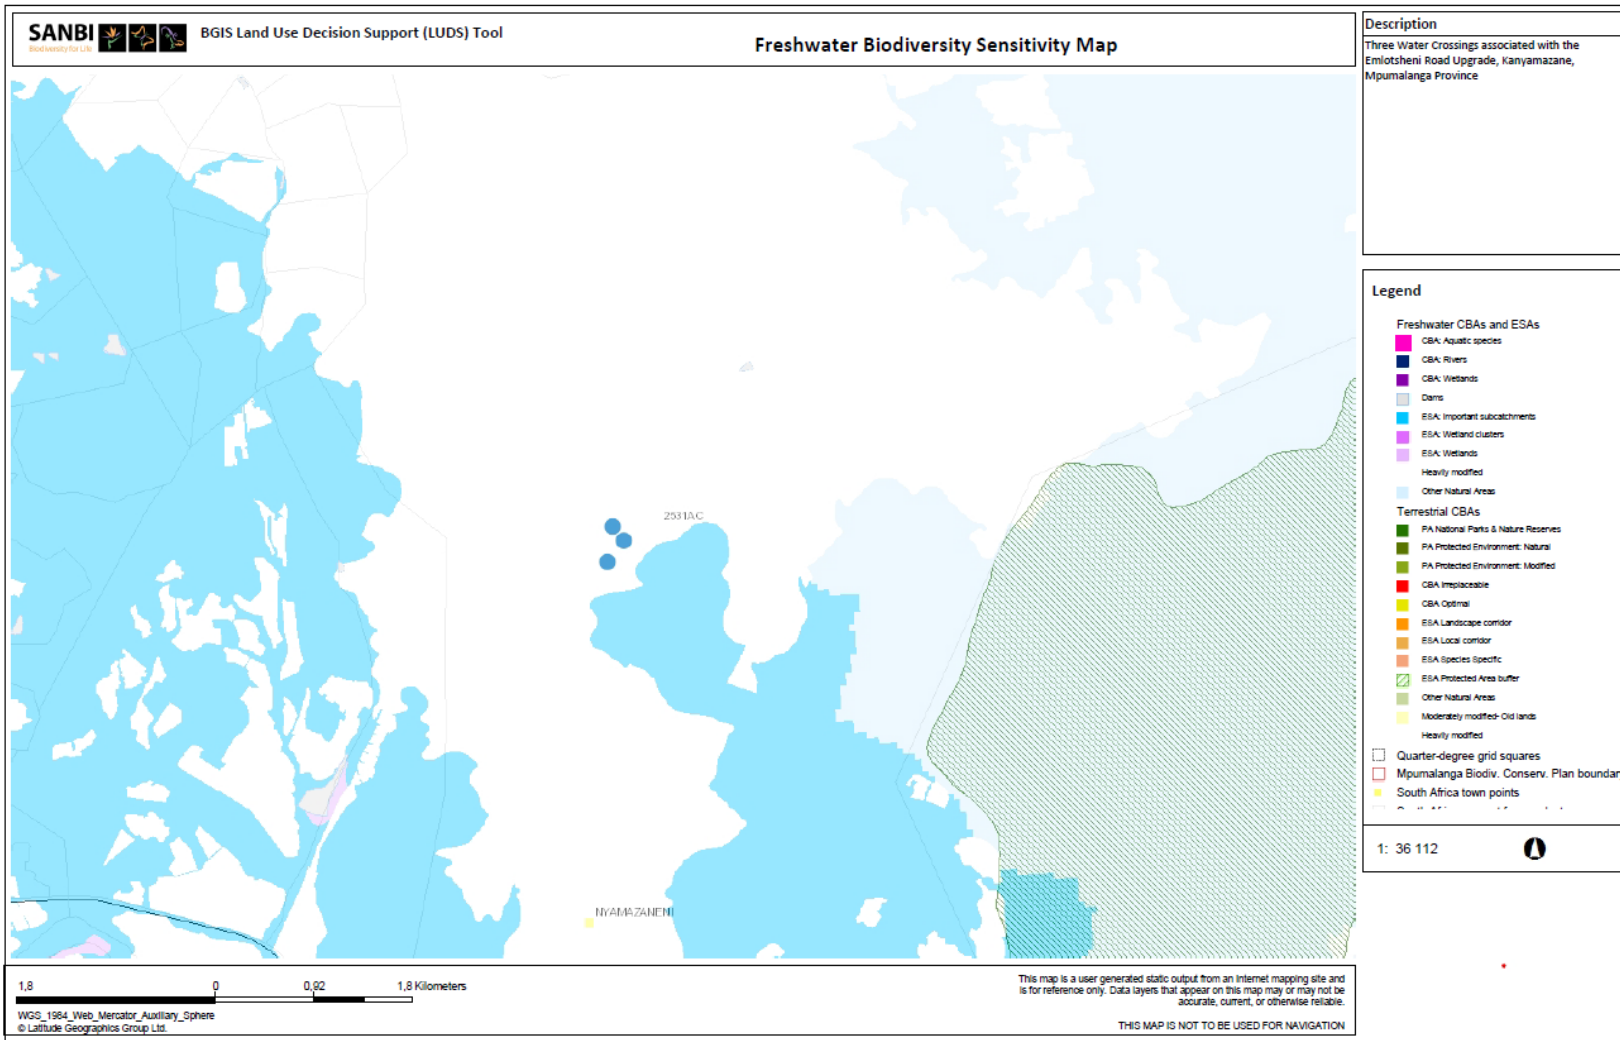 SANBI
Biodiversity for Life
BGIS Land Use Decision Support (LUDS) Tool
Freshwater Biodiversity Sensitivity Map
Description
Three Water Crossings associated with the
Emlotsheni Road Upgrade, Kanyamazane,
Mpumalanga Province
2531AC
NYAMAZANENI
Legend
Freshwater CBAs and ESAs
CBA: Aquatic species
CBA: Rivers
CBA: Wetlands
Dams
ESA: Important subcatchments
ESA: Wetland clusters
ESA: Wetlands
Heavily modified
Other Natural Areas
Terrestrial CBAs
PA National Parks & Nature Reserves
PA Protected Environment: Natural
PA Protected Environment: Modified
CBA Irreplaceable
CBA Optimal
ESA Landscape corridor
ESA Local corridor
ESA Species Specific
ESA Protected Area buffer
Other Natural Areas
Moderately modified- Old lands
Heavily modified
Quarter-degree grid squares
Mpumalanga Biodiv. Conserv. Plan boundar
South Africa town points
1: 36 112
1,8 0 0,92 1,8 Kilometers
WGS_1984_Web_Mercator_Auxiliary_Sphere
© Latitude Geographics Group Ltd.
This map is a user generated static output from an Internet mapping site and
is for reference only. Data layers that appear on this map may or may not be
accurate, current, or otherwise reliable.
THIS MAP IS NOT TO BE USED FOR NAVIGATION